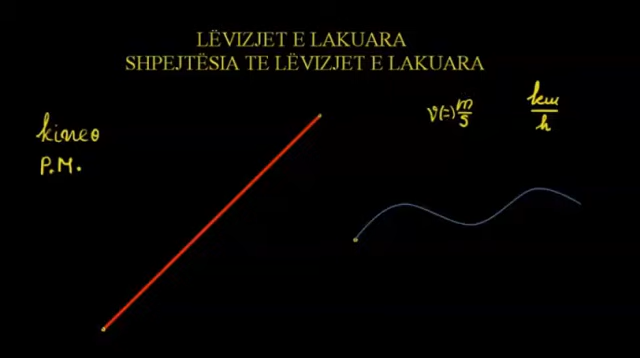 LËVIZJET E LAKUARA
SHPEJTËSIA TE LËVIZJET E LAKUARA
kineo
P.M.
v(=) m/s
km/h